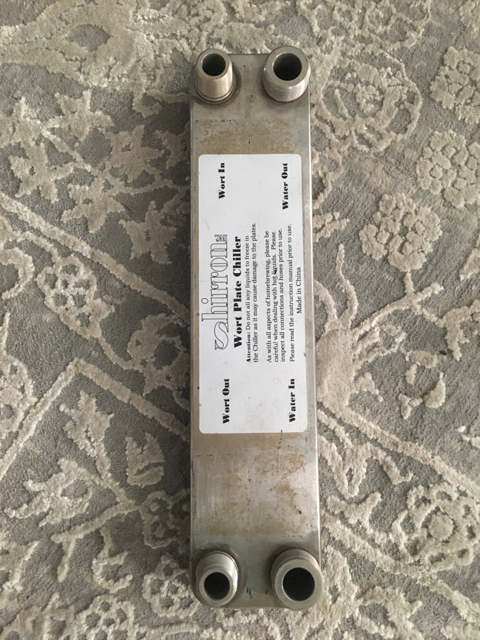 Wort In
Water Out
Shirron
Wort Plate Chiller
Attention: Do not all any liquids to freeze in
the Chiller as it may cause damage to the plates.
As with all aspects of homebrewing, please be
careful when dealing with hot liquids. Please
inspect all connections and hoses prior to use.
Please read the instruction manual prior to use.
Made in China
Wort Out
Water In